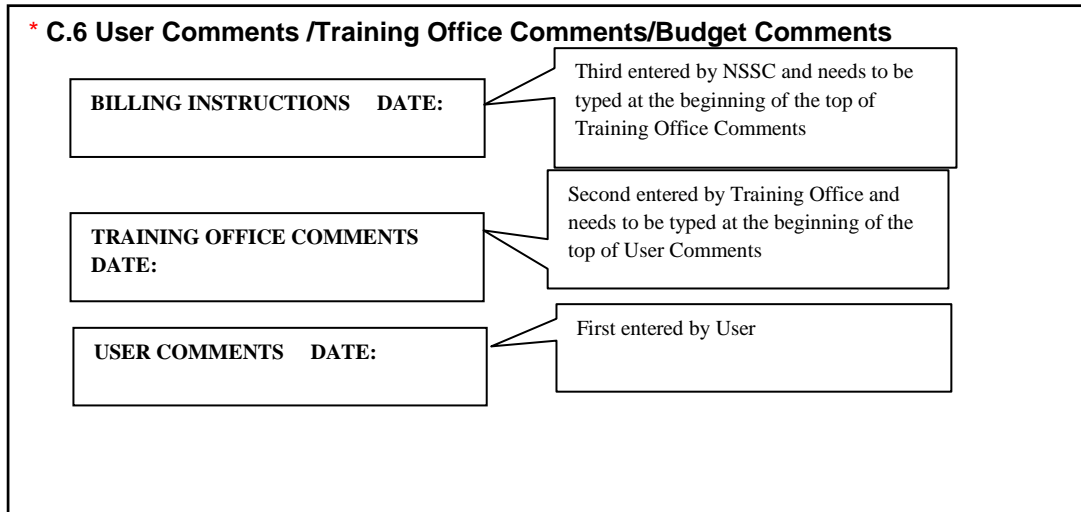 * C.6 User Comments /Training Office Comments/Budget Comments
BILLING INSTRUCTIONS DATE:
Third entered by NSSC and needs to be
typed at the beginning of the top of
Training Office Comments
TRAINING OFFICE COMMENTS
DATE:
Second entered by Training Office and
needs to be typed at the beginning of the
top of User Comments
USER COMMENTS DATE:
First entered by User